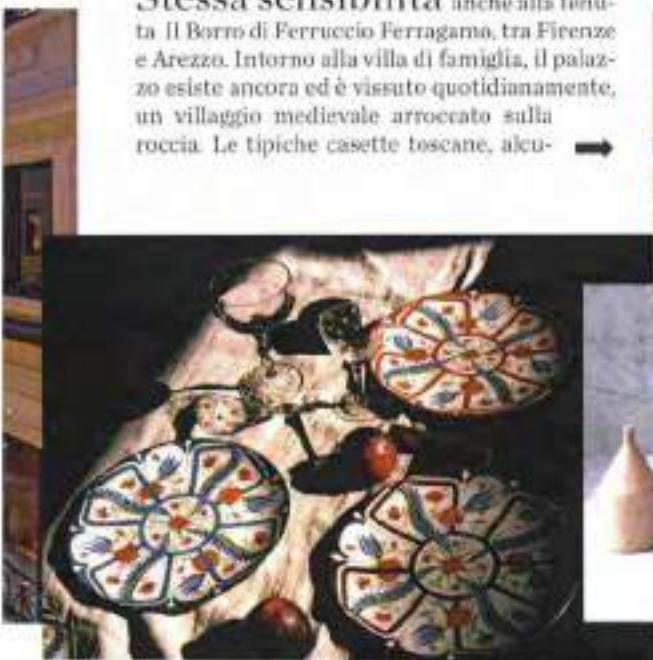 Stessa sensibilità anche alla tenu-
ta Il Borro di Ferruccio Ferragamo, tra Firenze
e Arezzo. Intorno alla villa di famiglia, il palaz-
zo esiste ancora ed è vissuto quotidianamente,
un villaggio medievale arroccato sulla
roccia. Le tipiche casette toscane, alcu-